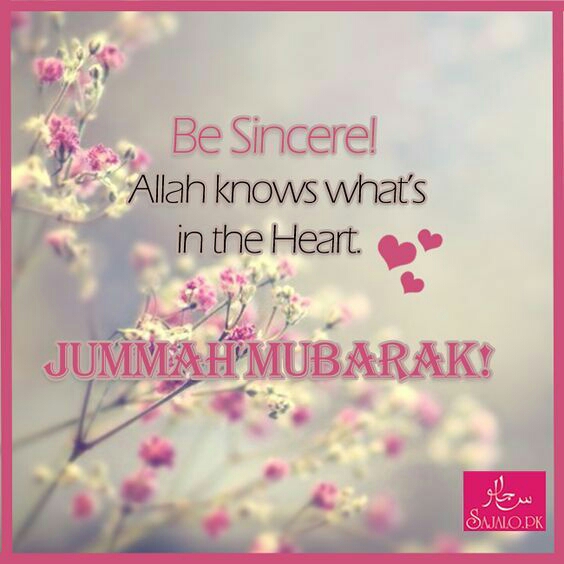 Be Sincere!
Allah knows what's
in the Heart.
JUMMAH MUBARAK!
سجالو
SAJALO.PK